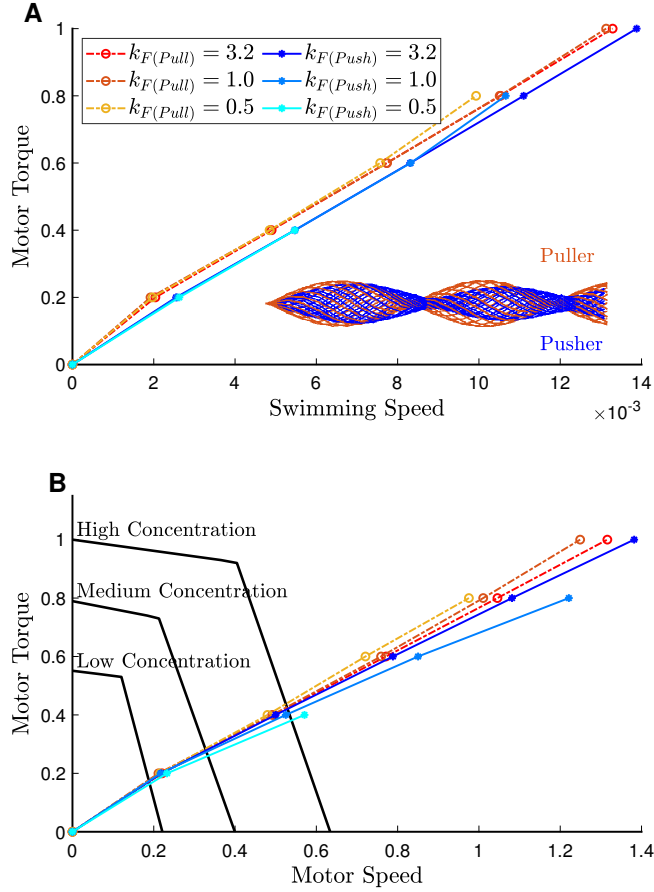 A
1
0.8
0.6
0.4
0.2
0
Motor Torque
k_F(Pull) = 3.2
k_F(Push) = 3.2
k_F(Pull) = 1.0
k_F(Push) = 1.0
k_F(Pull) = 0.5
k_F(Push) = 0.5
Puller
Pusher
0 2 4 6 8 10 12 14
Swimming Speed
×10⁻³
B
1
0.8
0.6
0.4
0.2
0
Motor Torque
High Concentration
Medium Concentration
Low Concentration
0 0.2 0.4 0.6 0.8 1 1.2 1.4
Motor Speed